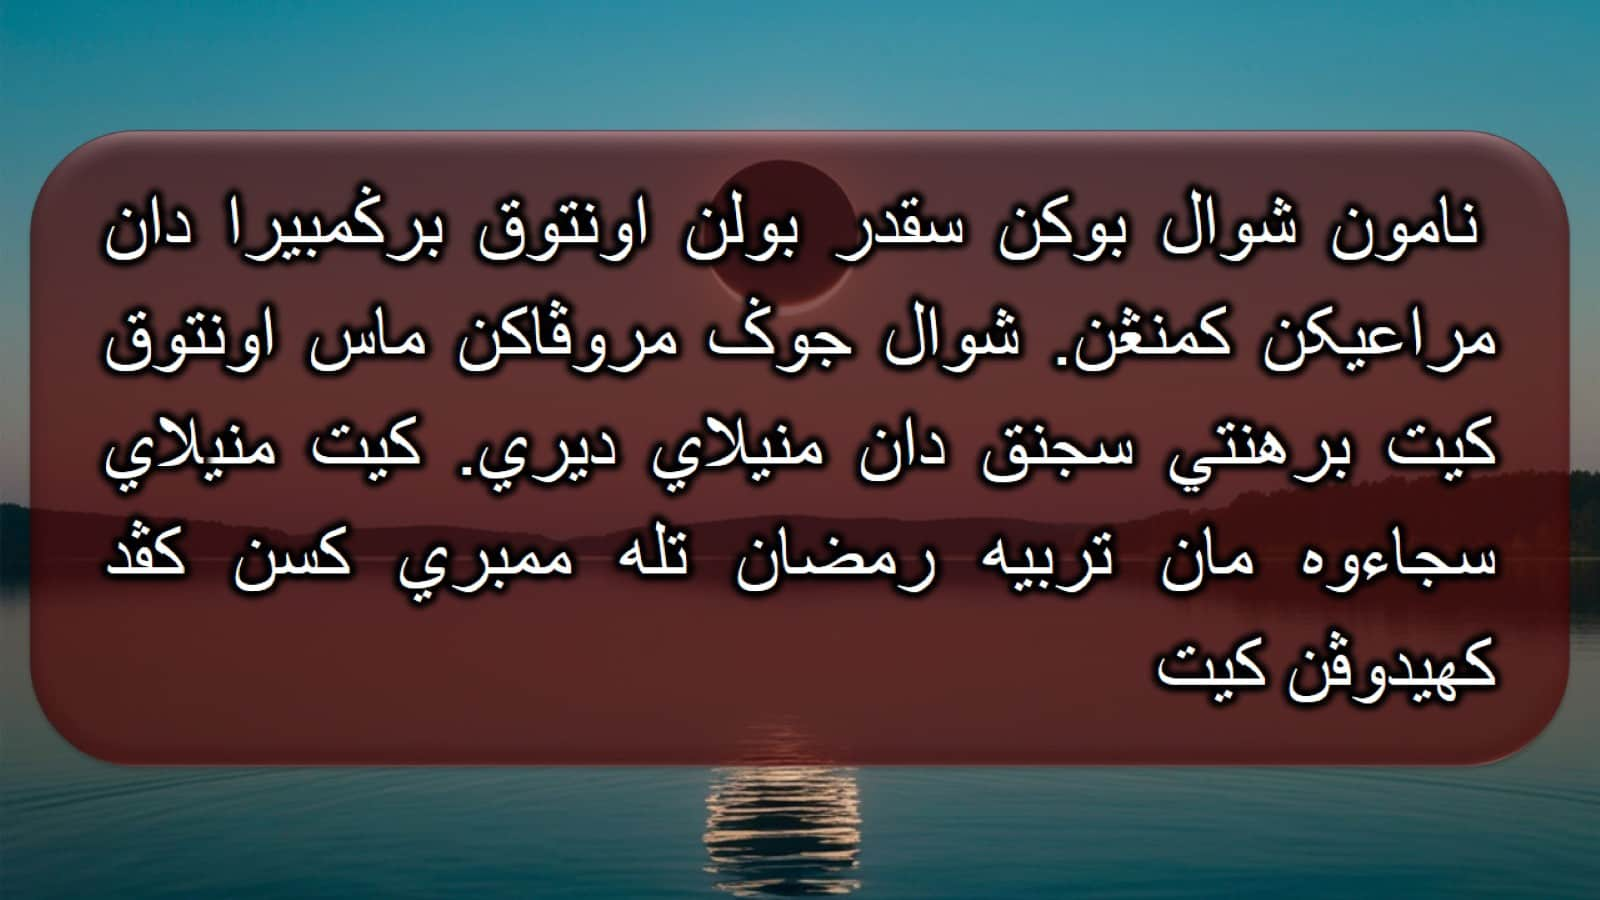 نامون شوال بوكن سقدر بولن اونتوق برݢمبيرا دان
مراعيكن كمنڠن. شوال جوݢ مروڤاكن ماس اونتوق
كيت برهنتي سجنق دان منيلاي ديري. كيت منيلاي
سجاءوه مان تربيه رمضان تله ممبري كسن كڤد
كهيدوڤن كيت